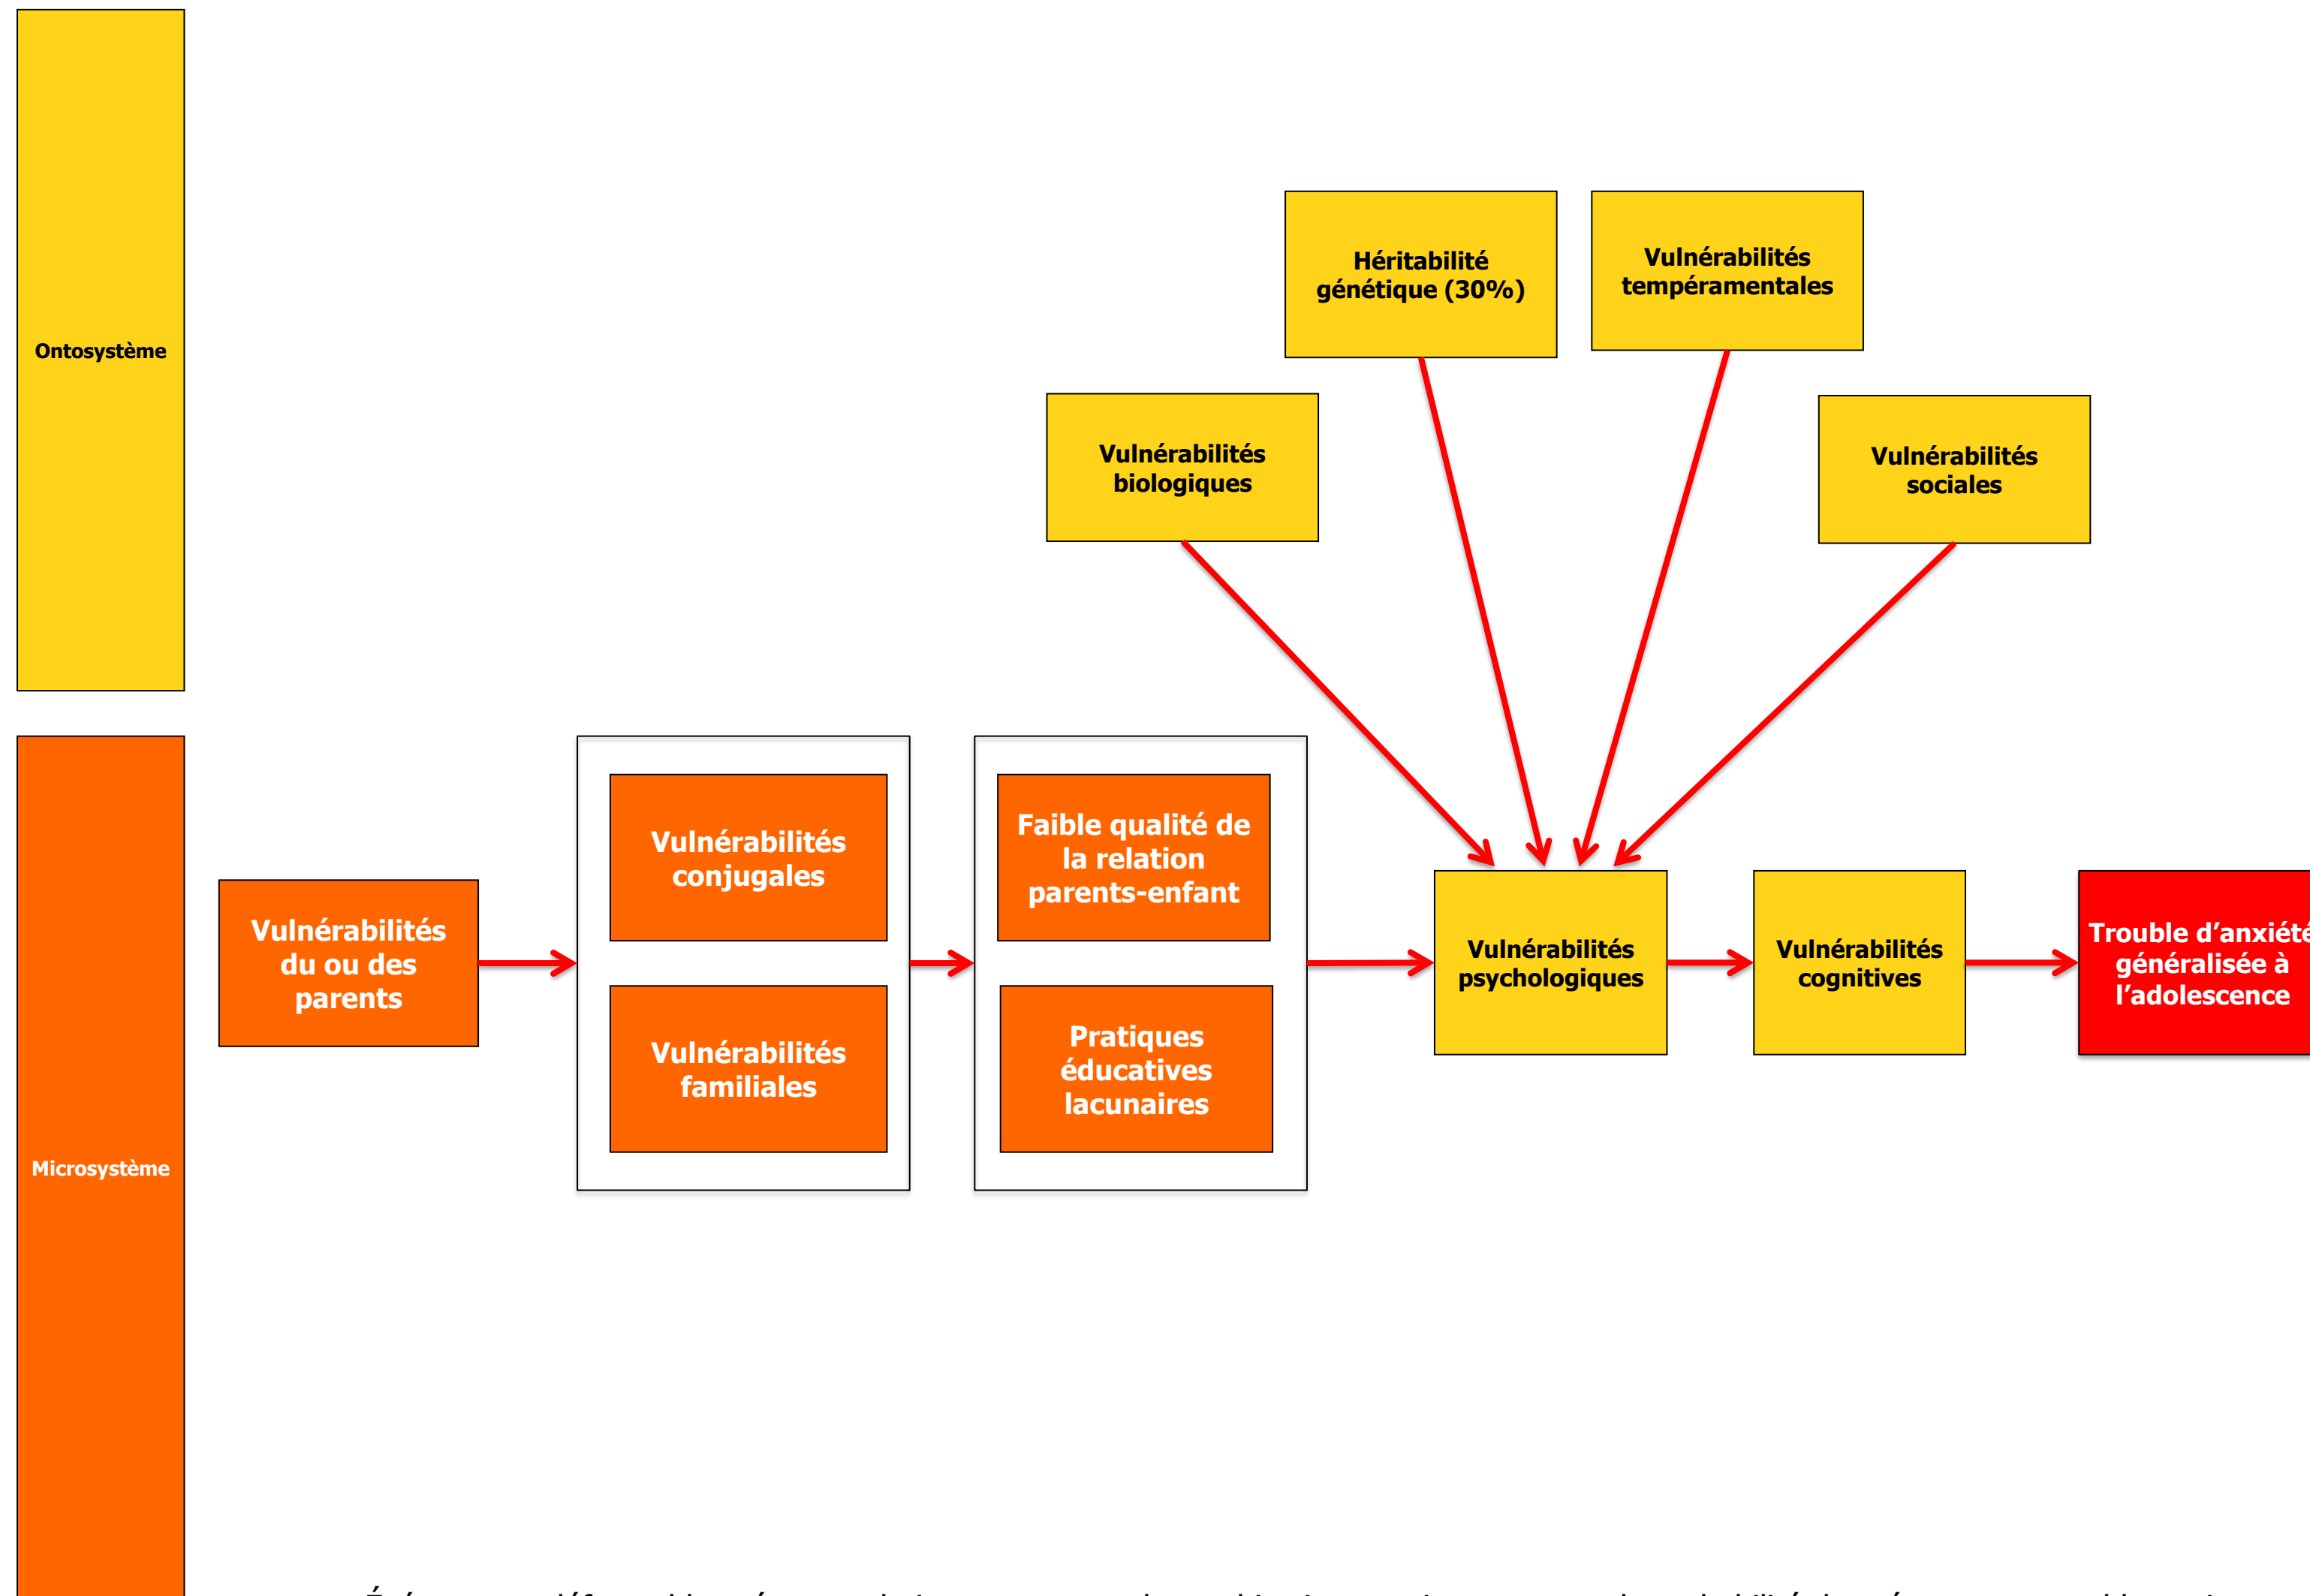 Héritabilité
génétique (30%)
Vulnérabilités
tempéramentales
Ontosystème
Vulnérabilités
biologiques
Vulnérabilités
sociales
Vulnérabilités
conjugales
Faible qualité de
la relation
parents-enfant
Vulnérabilités
du ou des
parents
Vulnérabilités
psychologiques
Vulnérabilités
cognitives
Trouble d’anxiété
généralisée à
l’adolescence
Vulnérabilités
familiales
Pratiques
éducatives
lacunaires
Microsystème